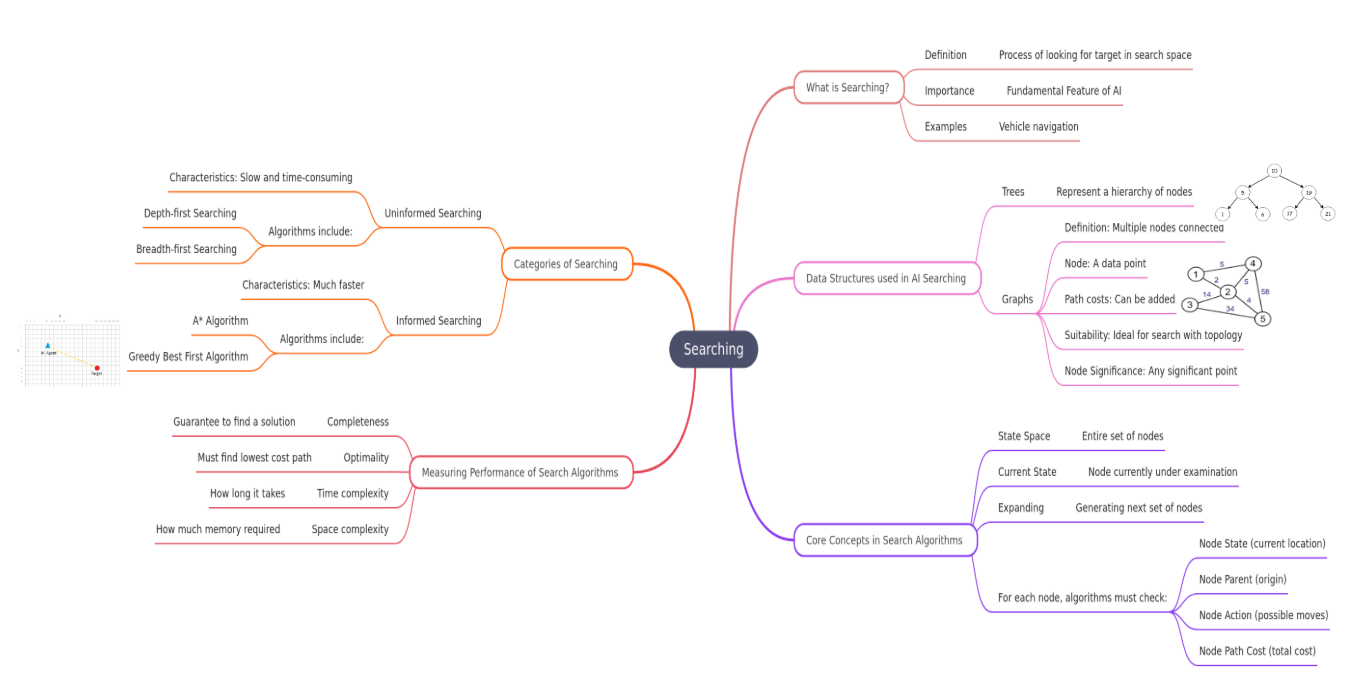 Searching
What is Searching?
Definition Process of looking for target in search space
Importance Fundamental Feature of AI
Examples Vehicle navigation
Data Structures used in AI Searching
Trees Represent a hierarchy of nodes
10
5 19
1 6 17 21
Graphs
Definition: Multiple nodes connected
Node: A data point
Path costs: Can be added
Suitability: Ideal for search with topology
Node Significance: Any significant point
1 5 4
2 5
3 14 2 58
34 4 5
Core Concepts in Search Algorithms
State Space Entire set of nodes
Current State Node currently under examination
Expanding Generating next set of nodes
For each node, algorithms must check:
Node State (current location)
Node Parent (origin)
Node Action (possible moves)
Node Path Cost (total cost)
Categories of Searching
Uninformed Searching
Characteristics: Slow and time-consuming
Algorithms include:
Depth-first Searching
Breadth-first Searching
Informed Searching
Characteristics: Much faster
Algorithms include:
A* Algorithm
Greedy Best First Algorithm
Agent
Target
Measuring Performance of Search Algorithms
Guarantee to find a solution Completeness
Must find lowest cost path Optimality
How long it takes Time complexity
How much memory required Space complexity